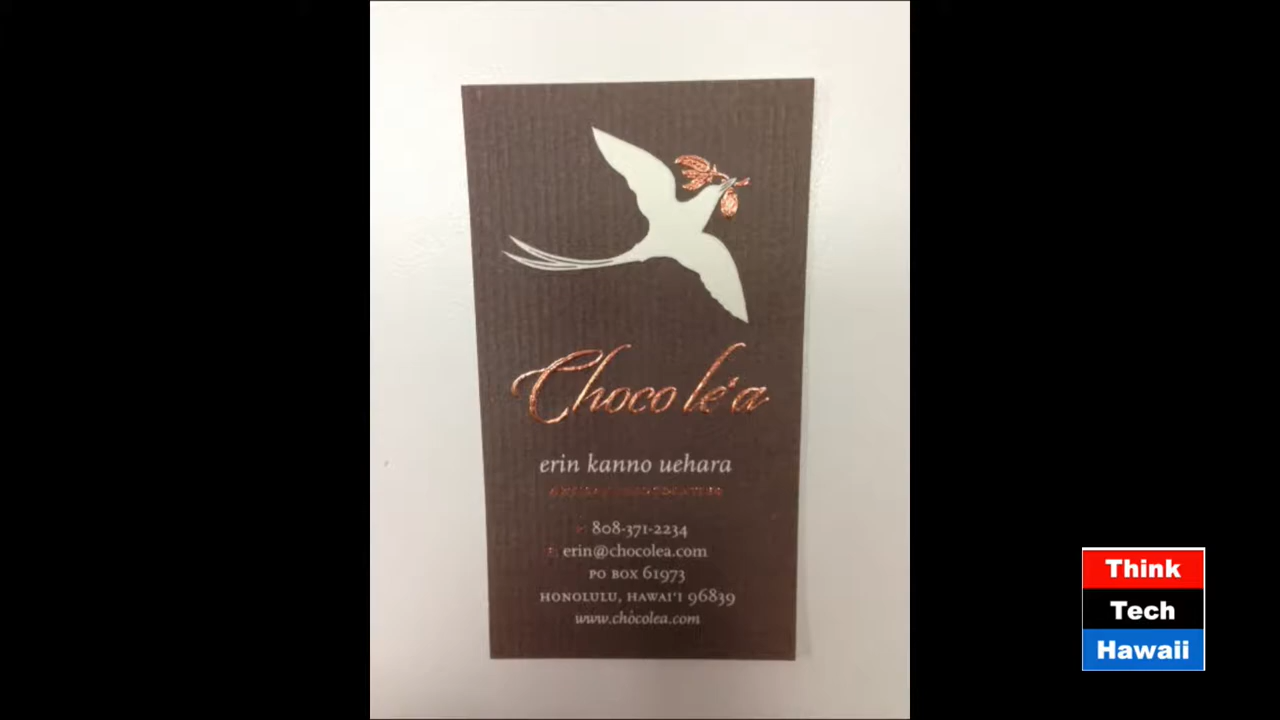 Choco le'a
erin kanno uehara
808-371-2234
erin@chocolea.com
PO BOX 61973
HONOLULU, HAWAI'I 96839
www.chocolea.com
Think
Tech
Hawaii